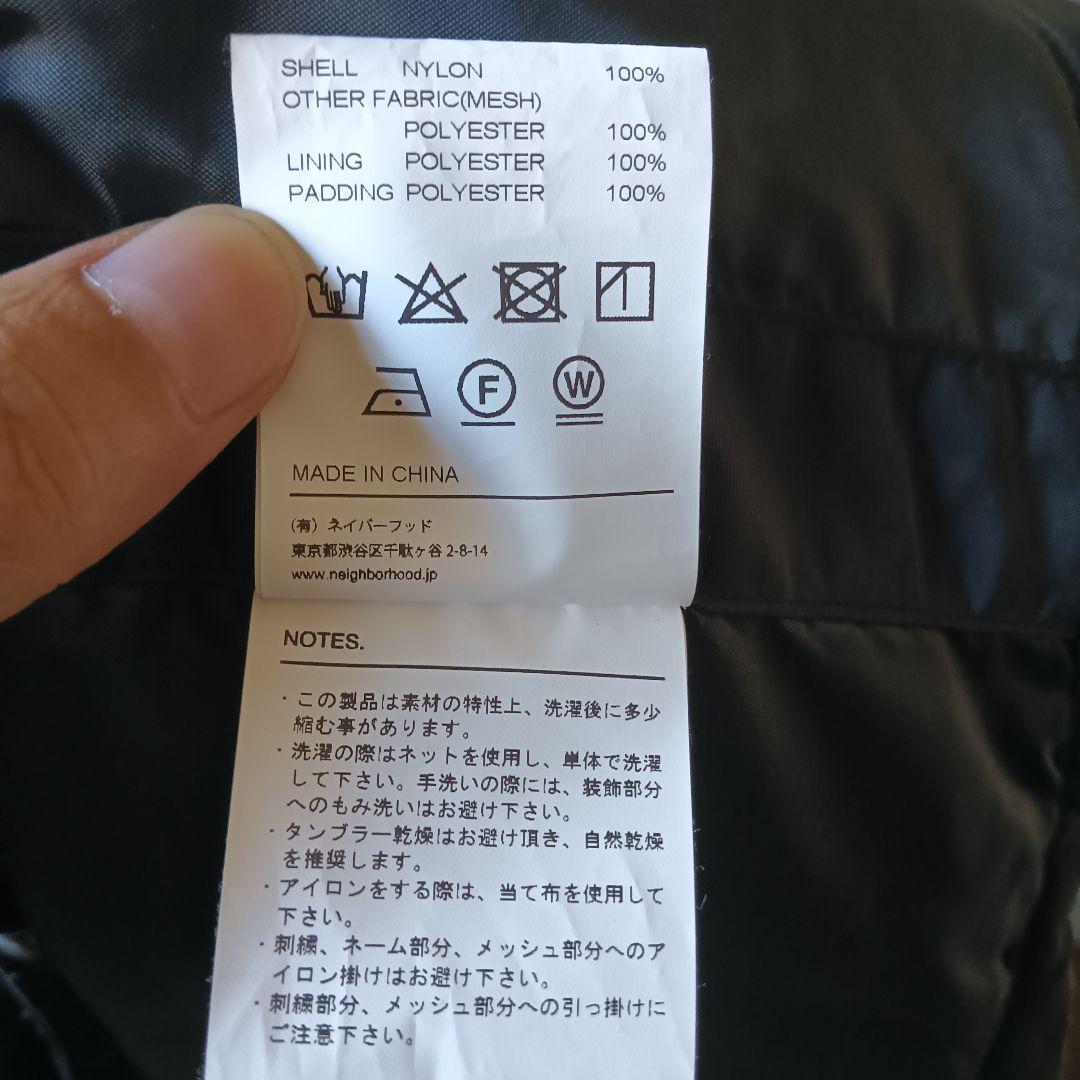 SHELL NYLON 100%
OTHER FABRIC(MESH)
POLYESTER 100%
LINING POLYESTER 100%
PADDING POLYESTER 100%
F W
MADE IN CHINA
(有) ネイバーフッド
東京都渋谷区千駄ヶ谷 2-8-14
www.neighborhood.jp
NOTES.
・この製品は素材の特性上、洗濯後に多少
縮む事があります。
・洗濯の際はネットを使用し、単体で洗濯
して下さい。手洗いの際には、装飾部分
へのもみ洗いはお避け下さい。
・タンブラー乾燥はお避け頂き、自然乾燥
を推奨します。
・アイロンをする際は、当て布を使用して
下さい。
・刺繍、ネーム部分、メッシュ部分へのア
イロン掛けはお避け下さい。
・刺繍部分、メッシュ部分への引っ掛けに
ご注意下さい。